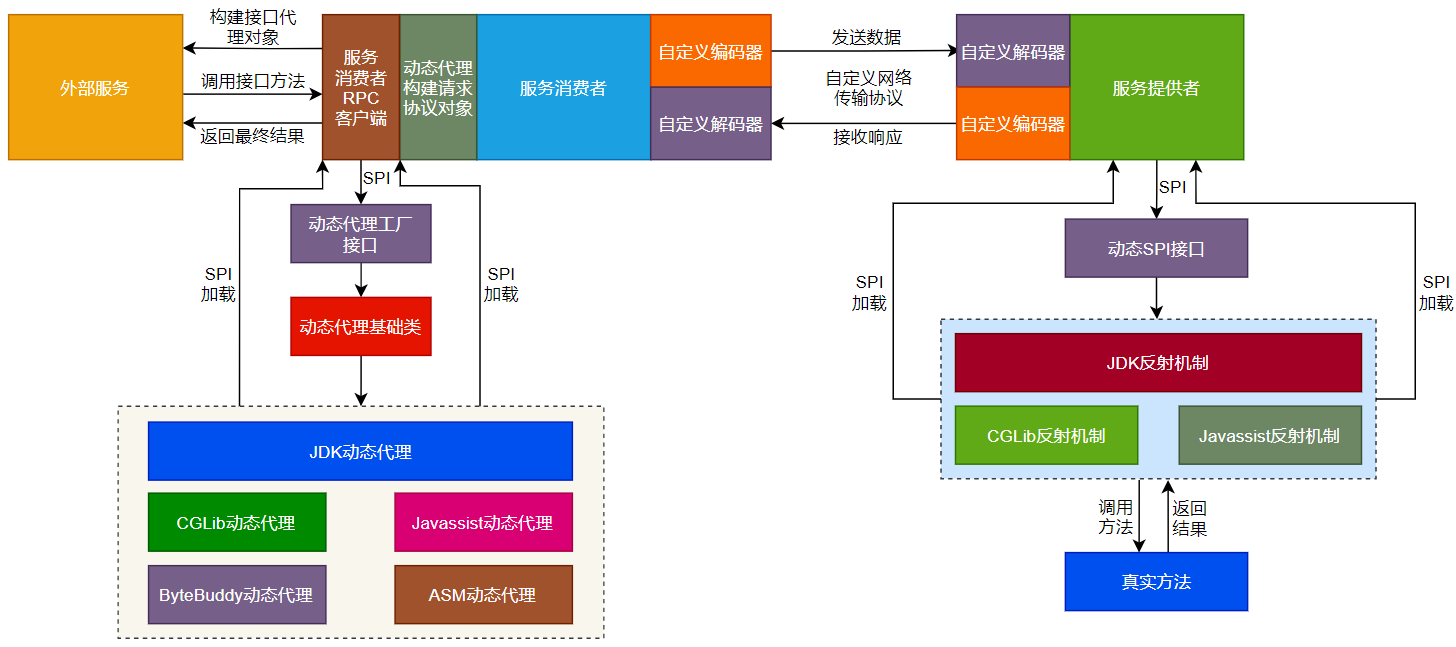 外部服务
构建接口代
理对象
调用接口方法
返回最终结果
服务
消费者
RPC
客户端
动态代理
构建请求
协议对象
服务消费者
自定义编码器
自定义解码器
发送数据
自定义网络
传输协议
接收响应
自定义解码器
自定义编码器
服务提供者
SPI
动态代理工厂
接口
动态代理基础类
SPI
加载
SPI
加载
JDK动态代理
CGLib动态代理
Javassist动态代理
ByteBuddy动态代理
ASM动态代理
SPI
动态SPI接口
SPI
加载
SPI
加载
JDK反射机制
CGLib反射机制
Javassist反射机制
调用
方法
返回
结果
真实方法